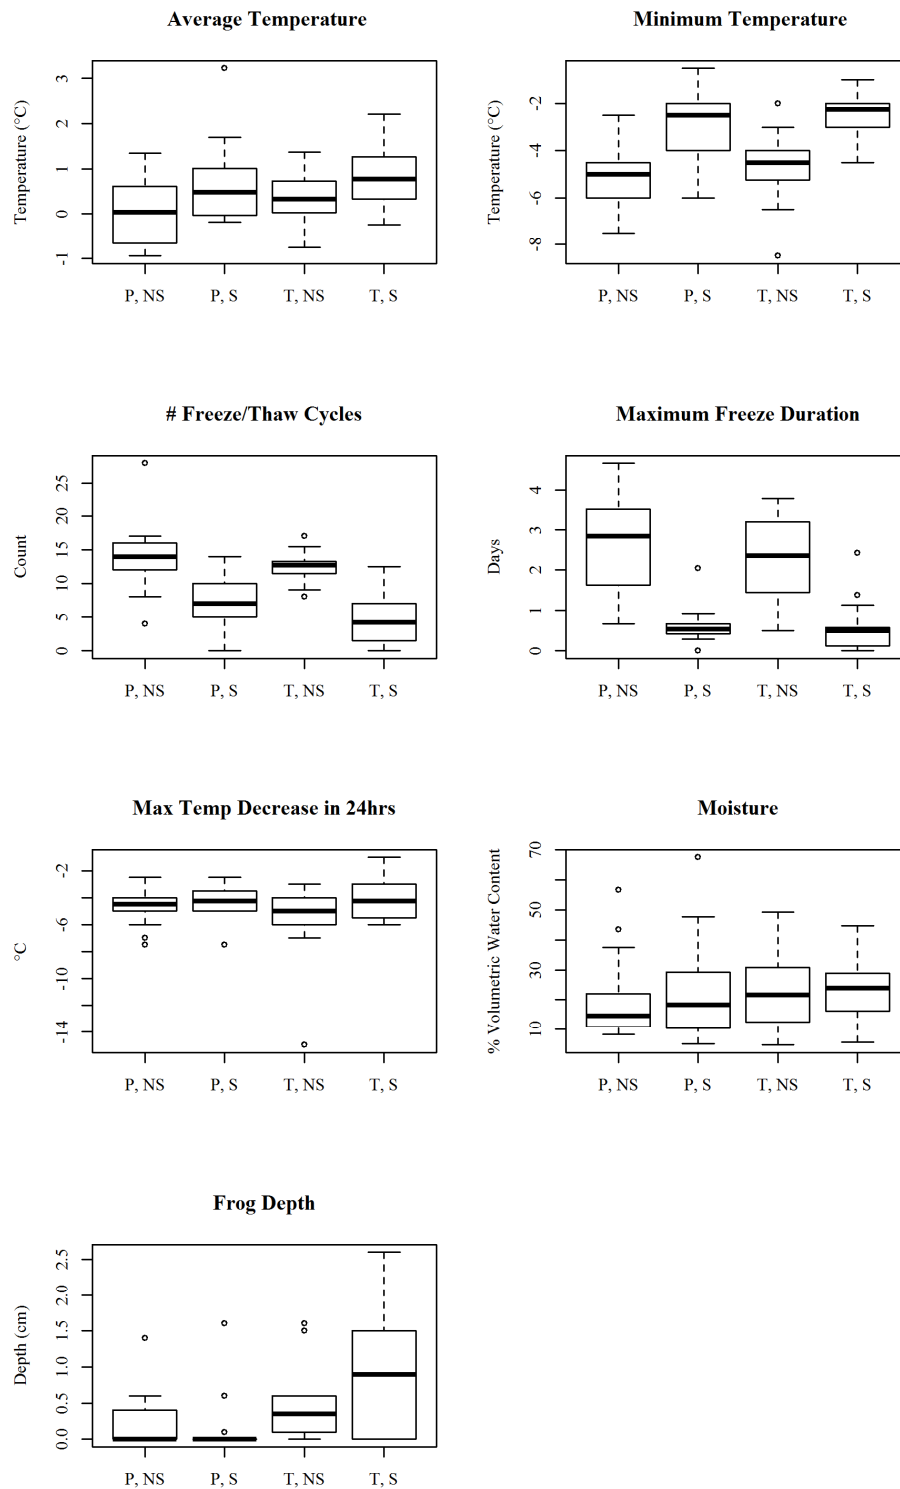 Average Temperature
Temperature (°C)
3
2
1
0
-1
P, NS P, S T, NS T, S
Minimum Temperature
Temperature (°C)
-2
-4
-6
-8
P, NS P, S T, NS T, S
# Freeze/Thaw Cycles
Count
25
20
15
10
5
0
P, NS P, S T, NS T, S
Maximum Freeze Duration
Days
4
3
2
1
0
P, NS P, S T, NS T, S
Max Temp Decrease in 24hrs
°C
-2
-6
-10
-14
P, NS P, S T, NS T, S
Moisture
% Volumetric Water Content
70
50
30
10
P, NS P, S T, NS T, S
Frog Depth
Depth (cm)
2.5
2.0
1.5
1.0
0.5
0.0
P, NS P, S T, NS T, S